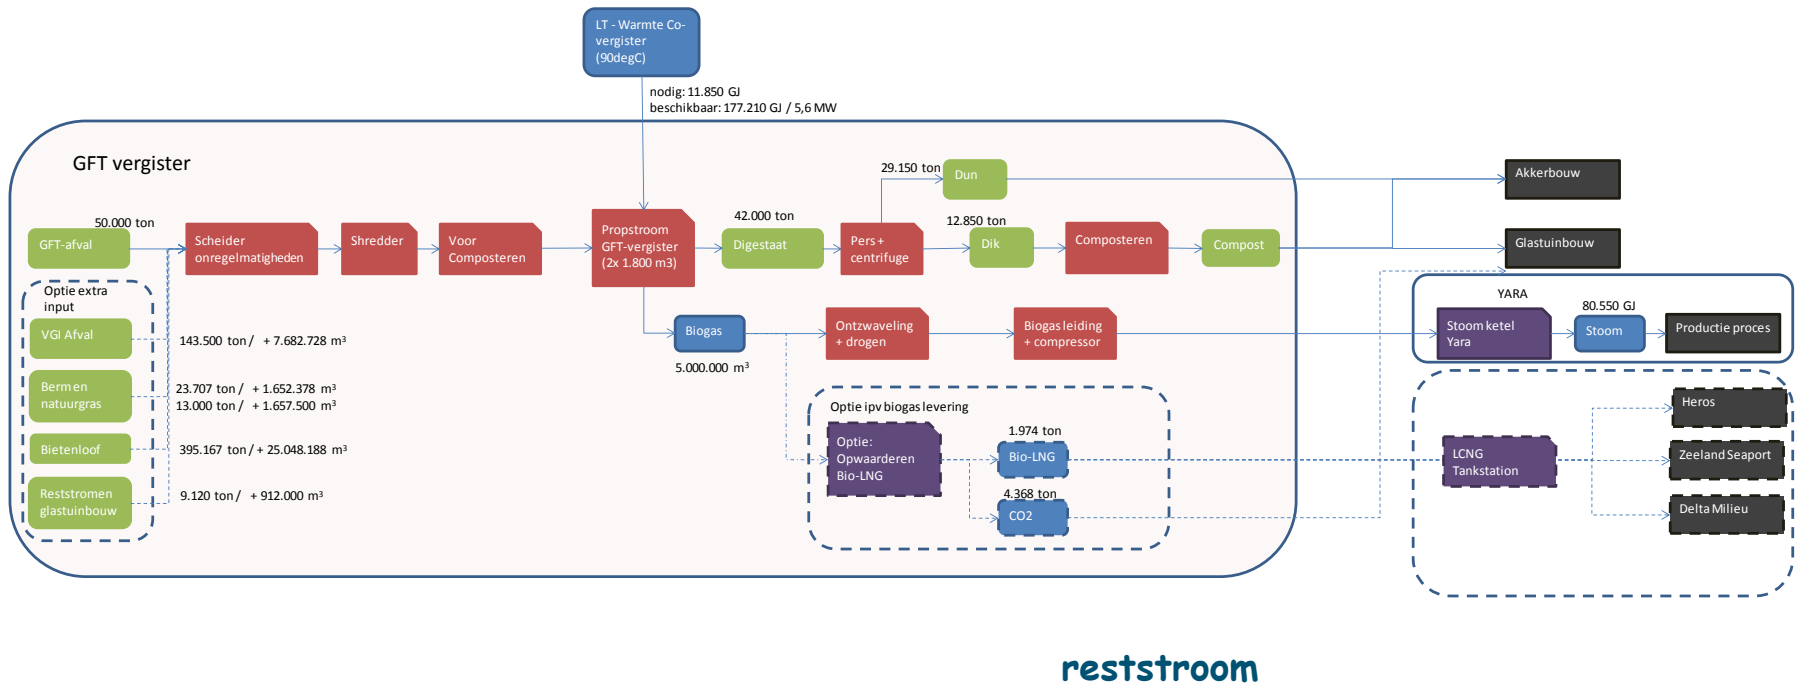 LT - Warmte Co-
vergister
(90degC)
nodig: 11.850 GJ
beschikbaar: 177.210 GJ / 5,6 MW
GFT vergister
50.000 ton
GFT-afval
Scheider
onregelmatigheden
Shredder
Voor
Composteren
Propstroom
GFT-vergister
(2x 1.800 m3)
42.000 ton
Digestaat
Pers +
centrifuge
29.150 ton
Dun
12.850 ton
Dik
Composteren
Compost
Akkerbouw
Glastuinbouw
Optie extra
input
VGI Afval
143.500 ton / + 7.682.728 m³
Berm en
natuurgras
23.707 ton / + 1.652.378 m³
13.000 ton / + 1.657.500 m³
Bietenloof
395.167 ton / + 25.048.188 m³
Reststromen
glastuinbouw
9.120 ton / + 912.000 m³
Biogas
5.000.000 m³
Ontzwaveling
+ drogen
Biogas leiding
+ compressor
YARA
Stoom ketel
Yara
80.550 GJ
Stoom
Productie proces
Optie ipv biogas levering
Optie:
Opwaarderen
Bio-LNG
1.974 ton
Bio-LNG
4.368 ton
CO2
LCNG
Tankstation
Heros
Zeeland Seaport
Delta Milieu
reststroom